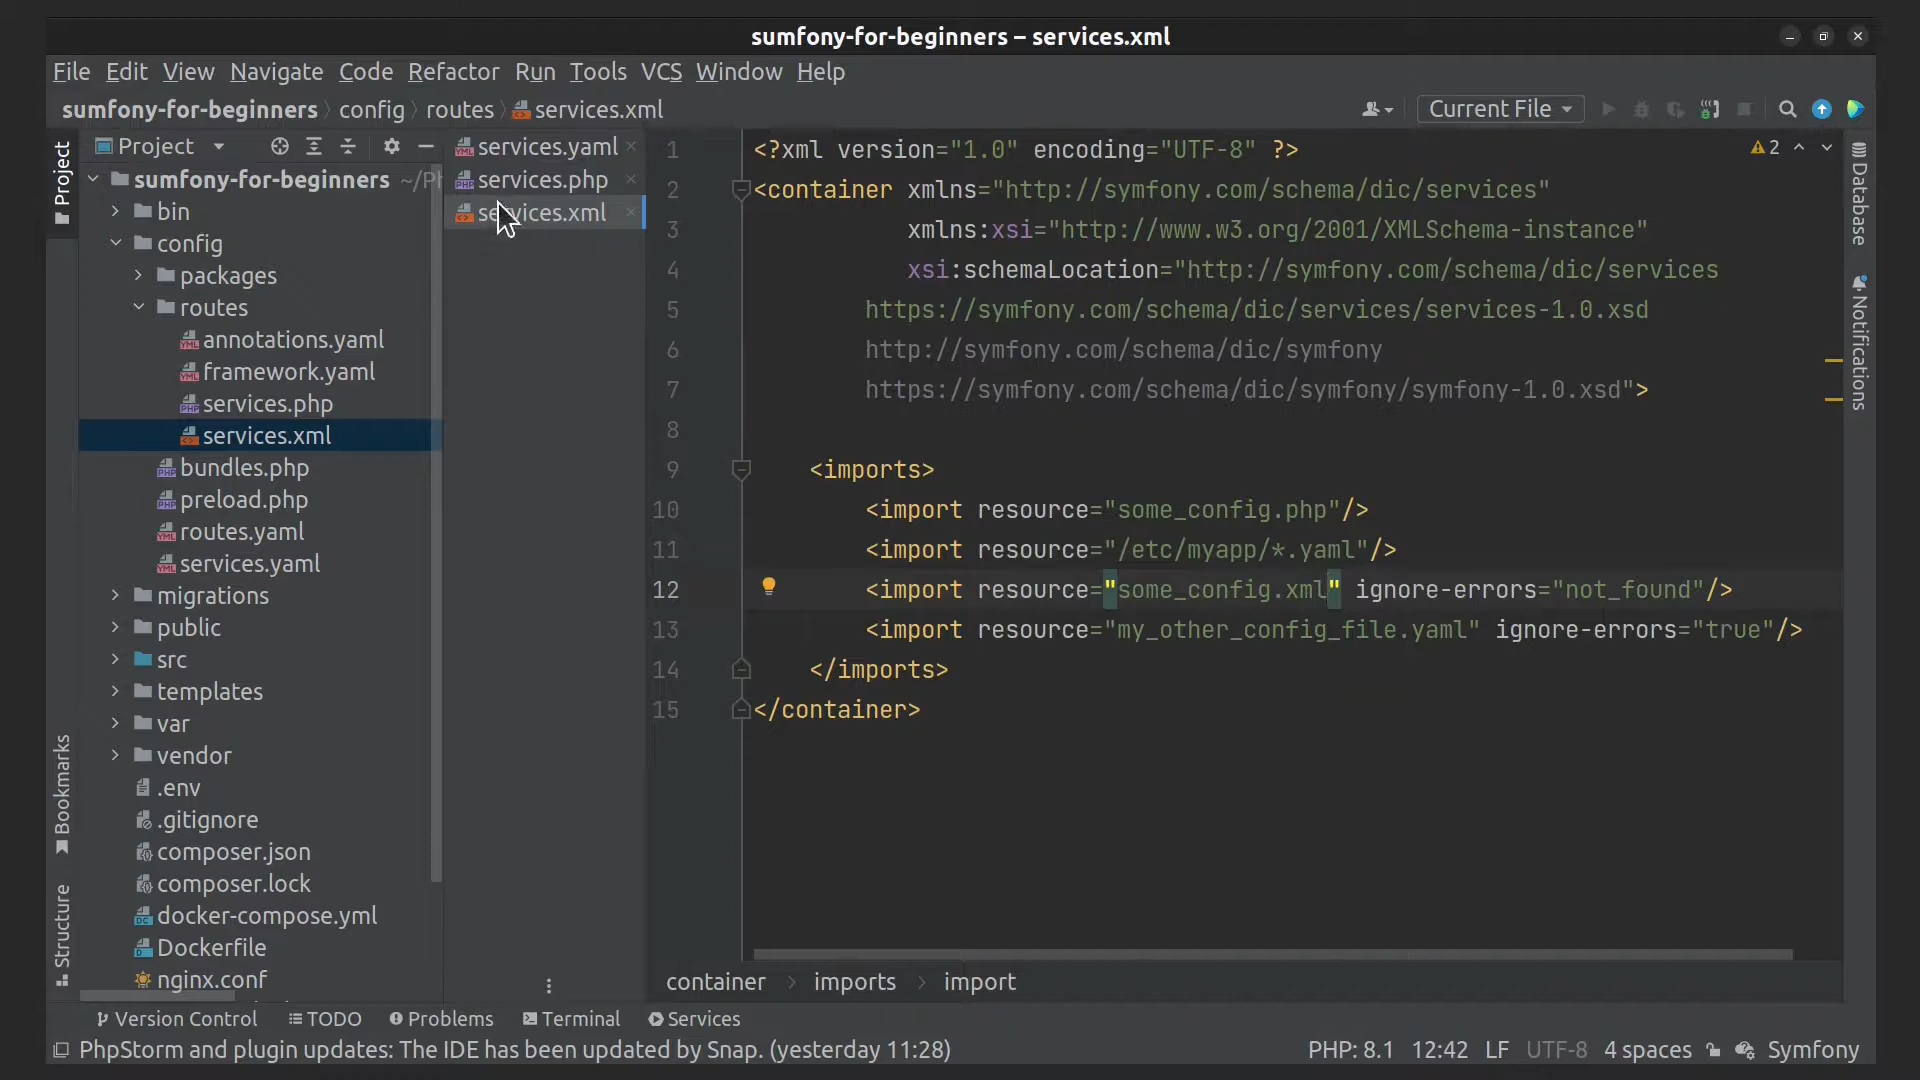 sumfony-for-beginners – services.xml
File Edit View Navigate Code Refactor Run Tools VCS Window Help
sumfony-for-beginners config routes services.xml
Current File
Project
Project
sumfony-for-beginners
bin
config
packages
routes
annotations.yaml
framework.yaml
services.php
services.xml
bundles.php
preload.php
routes.yaml
services.yaml
migrations
public
src
templates
var
vendor
.env
.gitignore
composer.json
composer.lock
docker-compose.yml
Dockerfile
nginx.conf
Bookmarks
Structure
services.yaml
services.php
services.xml
2
1 <?xml version="1.0" encoding="UTF-8" ?>
2 <container xmlns="http://symfony.com/schema/dic/services"
3 xmlns:xsi="http://www.w3.org/2001/XMLSchema-instance"
4 xsi:schemaLocation="http://symfony.com/schema/dic/services
5 https://symfony.com/schema/dic/services/services-1.0.xsd
6 http://symfony.com/schema/dic/symfony
7 https://symfony.com/schema/dic/symfony/symfony-1.0.xsd">
8
9 <imports>
10 <import resource="some_config.php"/>
11 <import resource="/etc/myapp/*.yaml"/>
12 <import resource="some_config.xml" ignore-errors="not_found"/>
13 <import resource="my_other_config_file.yaml" ignore-errors="true"/>
14 </imports>
15 </container>
Database
Notifications
container imports import
Version Control TODO Problems Terminal Services
PhpStorm and plugin updates: The IDE has been updated by Snap. (yesterday 11:28)
PHP: 8.1 12:42 LF UTF-8 4 spaces Symfony